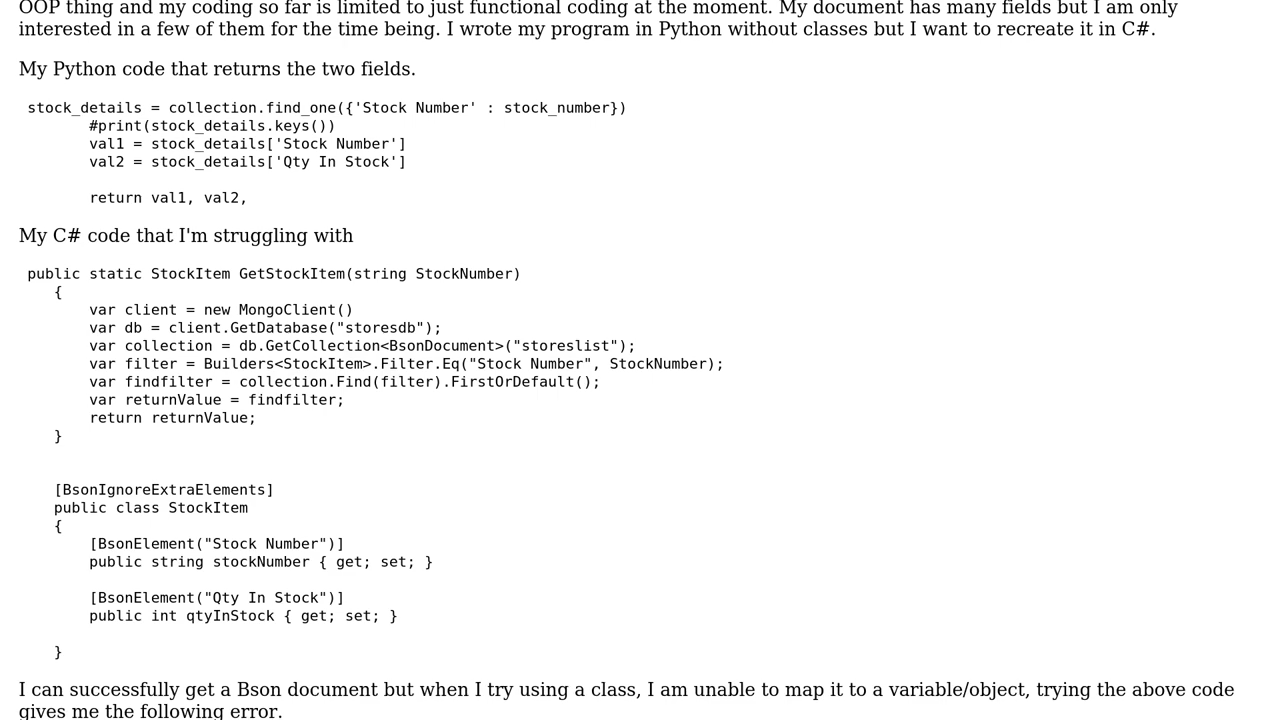 OOP thing and my coding so far is limited to just functional coding at the moment. My document has many fields but I am only
interested in a few of them for the time being. I wrote my program in Python without classes but I want to recreate it in C#.
My Python code that returns the two fields.
stock_details = collection.find_one({'Stock Number' : stock_number})
#print(stock_details.keys())
val1 = stock_details['Stock Number']
val2 = stock_details['Qty In Stock']
return val1, val2,
My C# code that I'm struggling with
public static StockItem GetStockItem(string StockNumber)
{
var client = new MongoClient()
var db = client.GetDatabase("storesdb");
var collection = db.GetCollection<BsonDocument>("storeslist");
var filter = Builders<StockItem>.Filter.Eq("Stock Number", StockNumber);
var findfilter = collection.Find(filter).FirstOrDefault();
var returnValue = findfilter;
return returnValue;
}
[BsonIgnoreExtraElements]
public class StockItem
{
[BsonElement("Stock Number")]
public string stockNumber { get; set; }
[BsonElement("Qty In Stock")]
public int qtyInStock { get; set; }
}
I can successfully get a Bson document but when I try using a class, I am unable to map it to a variable/object, trying the above code
gives me the following error.